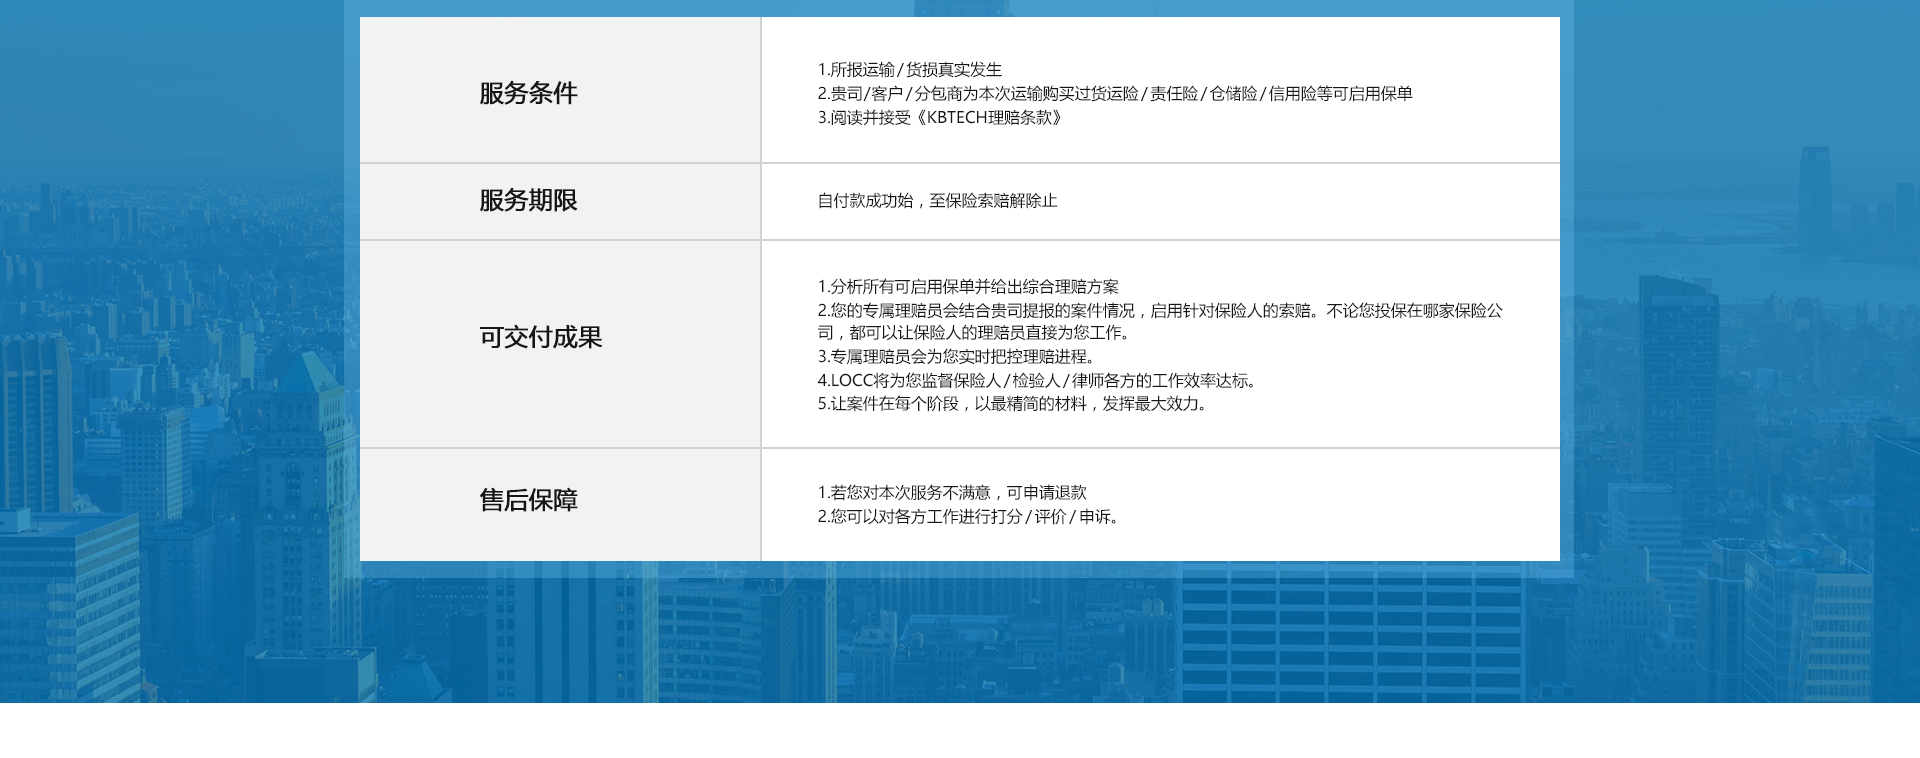 服务条件
1.所报运输/货损真实发生
2.贵司/客户/分包商为本次运输购买过货运险/责任险/仓储险/信用险等可启用保单
3.阅读并接受《KBTECH理赔条款》
服务期限
自付款成功始，至保险索赔解除止
可交付成果
1.分析所有可启用保单并给出综合理赔方案
2.您的专属理赔员会结合贵司提报的案件情况，启用针对保险人的索赔。不论您投保在哪家保险公
司，都可以让保险人的理赔员直接为您工作。
3.专属理赔员会为您实时把控理赔进程。
4.LOCC将为您监督保险人/检验人/律师各方的工作效率达标。
5.让案件在每个阶段，以最精简的材料，发挥最大效力。
售后保障
1.若您对本次服务不满意，可申请退款
2.您可以对各方工作进行打分/评价/申诉。